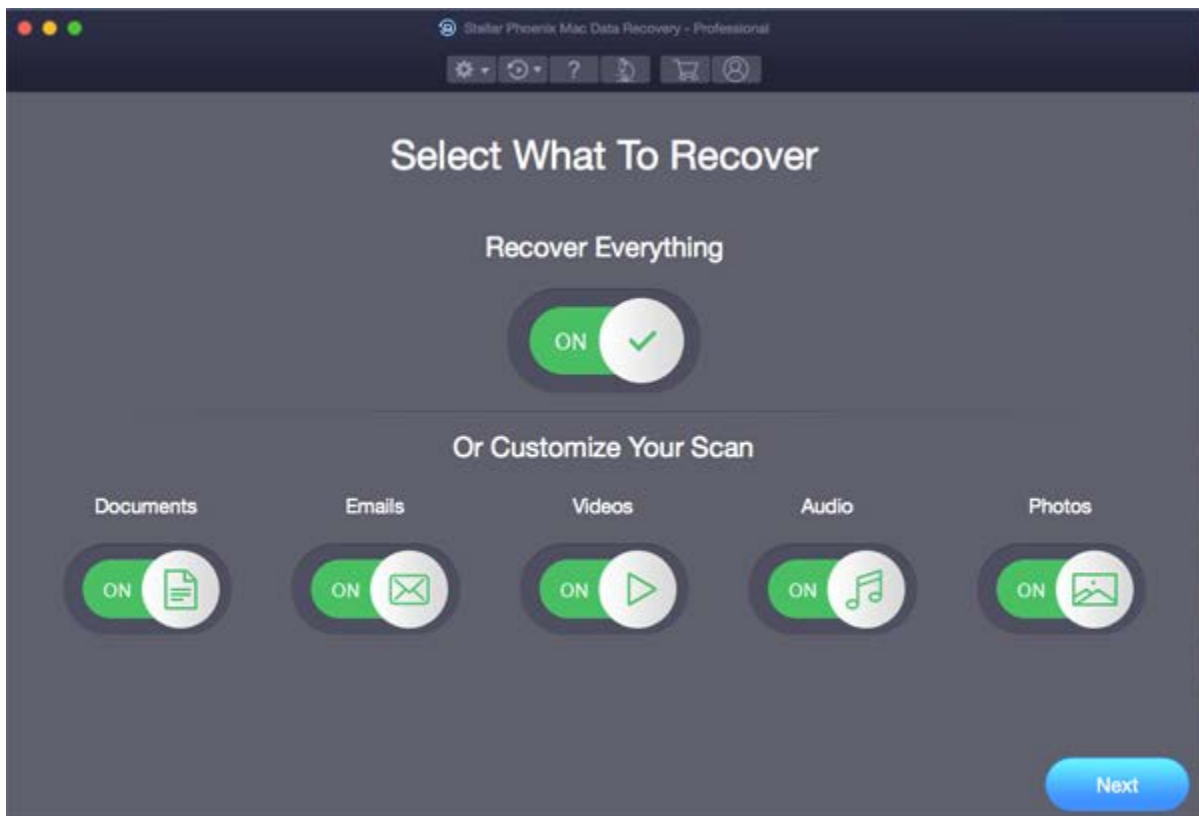 Stellar Phoenix Mac Data Recovery - Professional
?
Select What To Recover
Recover Everything
ON
Or Customize Your Scan
Documents Emails Videos Audio Photos
ON ON ON ON ON
Next